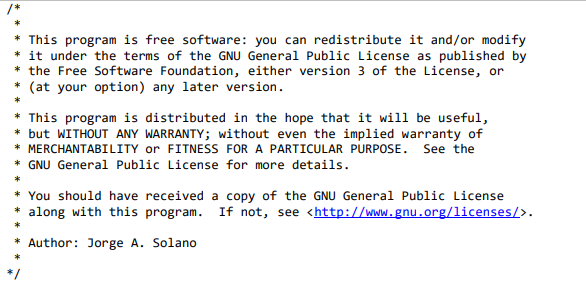 /*
 *
 * This program is free software: you can redistribute it and/or modify
 * it under the terms of the GNU General Public License as published by
 * the Free Software Foundation, either version 3 of the License, or
 * (at your option) any later version.
 *
 * This program is distributed in the hope that it will be useful,
 * but WITHOUT ANY WARRANTY; without even the implied warranty of
 * MERCHANTABILITY or FITNESS FOR A PARTICULAR PURPOSE.  See the
 * GNU General Public License for more details.
 *
 * You should have received a copy of the GNU General Public License
 * along with this program.  If not, see <http://www.gnu.org/licenses/>.
 *
 * Author: Jorge A. Solano
 *
*/